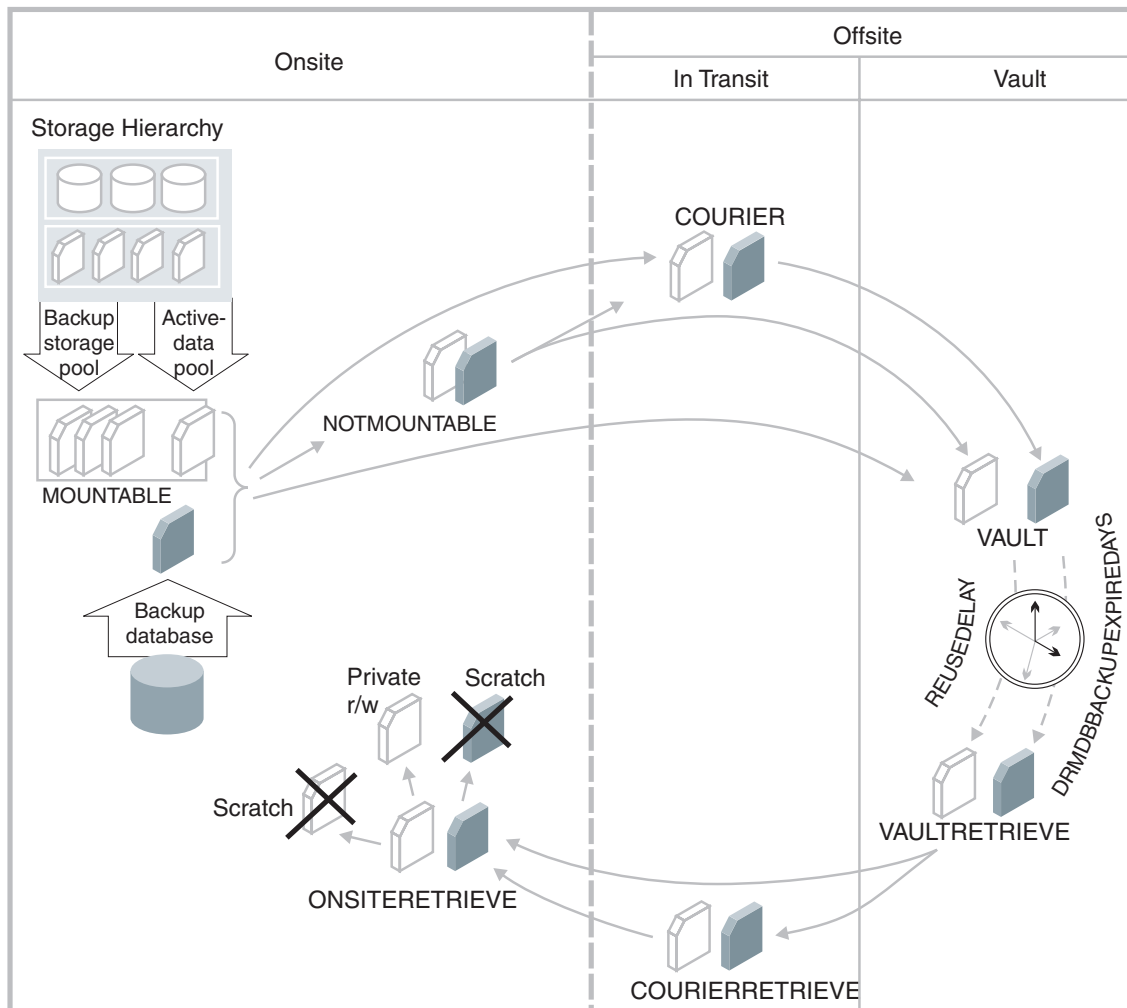 Onsite
Offsite
In Transit
Vault
Storage Hierarchy
Backup
storage
pool
Active-
data
pool
MOUNTABLE
NOTMOUNTABLE
COURIER
VAULT
REUSEDELAY
DRMDBBACKUPEXPIREDAYS
Backup
database
Private
r/w
Scratch
Scratch
ONSITERETRIEVE
VAULTRETRIEVE
COURIERRETRIEVE